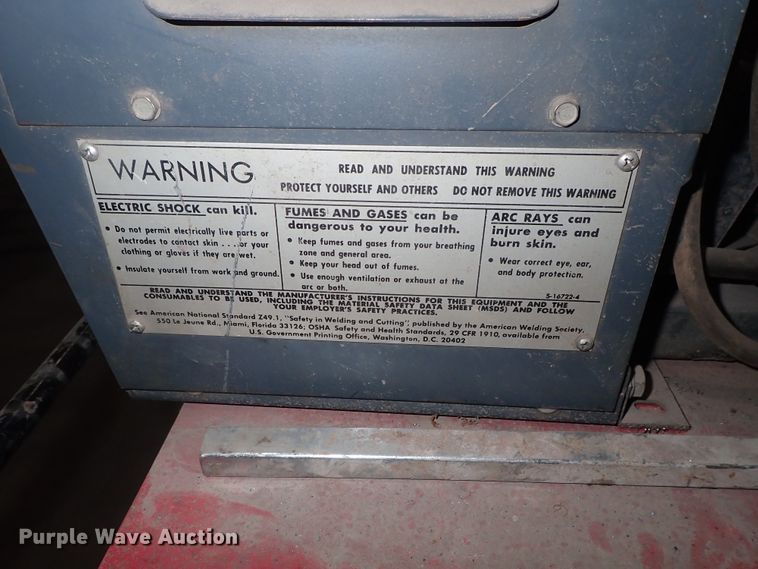 WARNING
READ AND UNDERSTAND THIS WARNING
PROTECT YOURSELF AND OTHERS DO NOT REMOVE THIS WARNING
ELECTRIC SHOCK can kill.
• Do not permit electrically live parts or
electrodes to contact skin . . . or your
clothing or gloves if they are wet.
• Insulate yourself from work and ground.
FUMES AND GASES can be
dangerous to your health.
• Keep fumes and gases from your breathing
zone and general area.
• Keep your head out of fumes.
• Use enough ventilation or exhaust at the
arc or both.
ARC RAYS can
injure eyes and
burn skin.
• Wear correct eye, ear,
and body protection.
S-16722-4
READ AND UNDERSTAND THE MANUFACTURER'S INSTRUCTIONS FOR THIS EQUIPMENT AND THE
CONSUMABLES TO BE USED, INCLUDING THE MATERIAL SAFETY DATA SHEET (MSDS) AND FOLLOW
YOUR EMPLOYER'S SAFETY PRACTICES.
See American National Standard Z49.1, "Safety in Welding and Cutting", published by the American Welding Society,
550 Le Jeune Rd., Miami, Florida 33126; OSHA Safety and Health Standards, 29 CFR 1910, available from
U.S. Government Printing Office, Washington, D.C. 20402
Purple Wave Auction